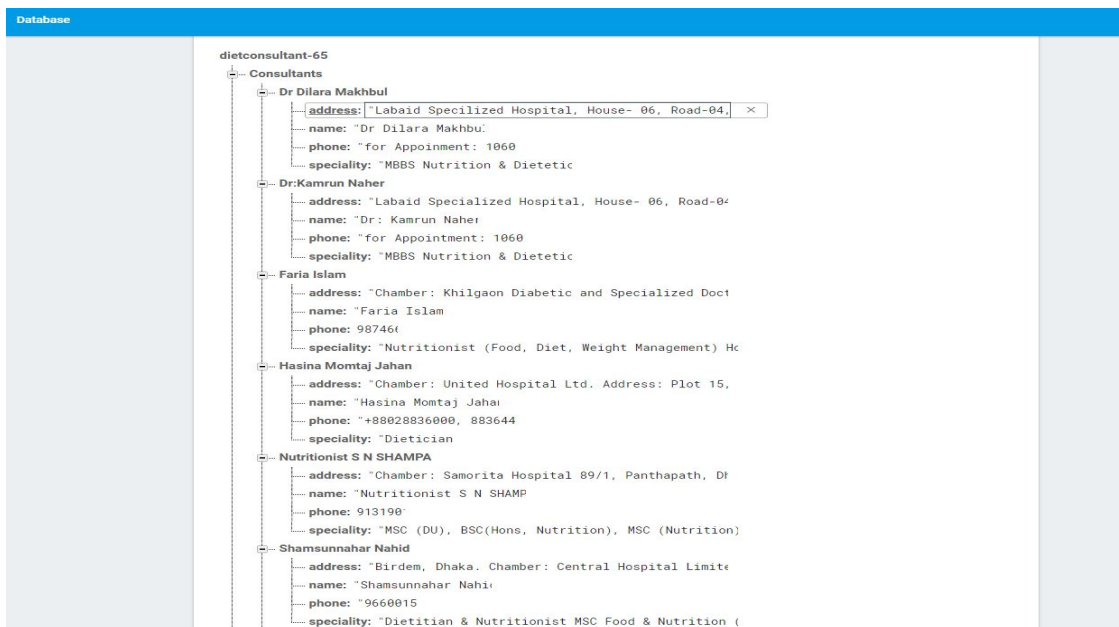 Database
dietconsultant-65
Consultants
Dr Dilara Makhbul
address: "Labaid Specilized Hospital, House- 06, Road-04,
name: "Dr Dilara Makhbul
phone: "for Appoinment: 1060
speciality: "MBBS Nutrition & Dietetic
Dr:Kamrun Naher
address: "Labaid Specialized Hospital, House- 06, Road-04
name: "Dr: Kamrun Naher
phone: "for Appointment: 1060
speciality: "MBBS Nutrition & Dietetic
Faria Islam
address: "Chamber: Khilgaon Diabetic and Specialized Doct
name: "Faria Islam
phone: 987466
speciality: "Nutritionist (Food, Diet, Weight Management) Ho
Hasina Momtaj Jahan
address: "Chamber: United Hospital Ltd. Address: Plot 15,
name: "Hasina Momtaj Jahan
phone: "+88028836000, 883644
speciality: "Dietician
Nutritionist S N SHAMPA
address: "Chamber: Samorita Hospital 89/1, Panthapath, Dh
name: "Nutritionist S N SHAMP
phone: 913190
speciality: "MSC (DU), BSC(Hons, Nutrition), MSC (Nutrition)
Shamsunnahar Nahid
address: "Birdem, Dhaka. Chamber: Central Hospital Limite
name: "Shamsunnahar Nahid
phone: "9660015
speciality: "Dietitian & Nutritionist MSC Food & Nutrition (